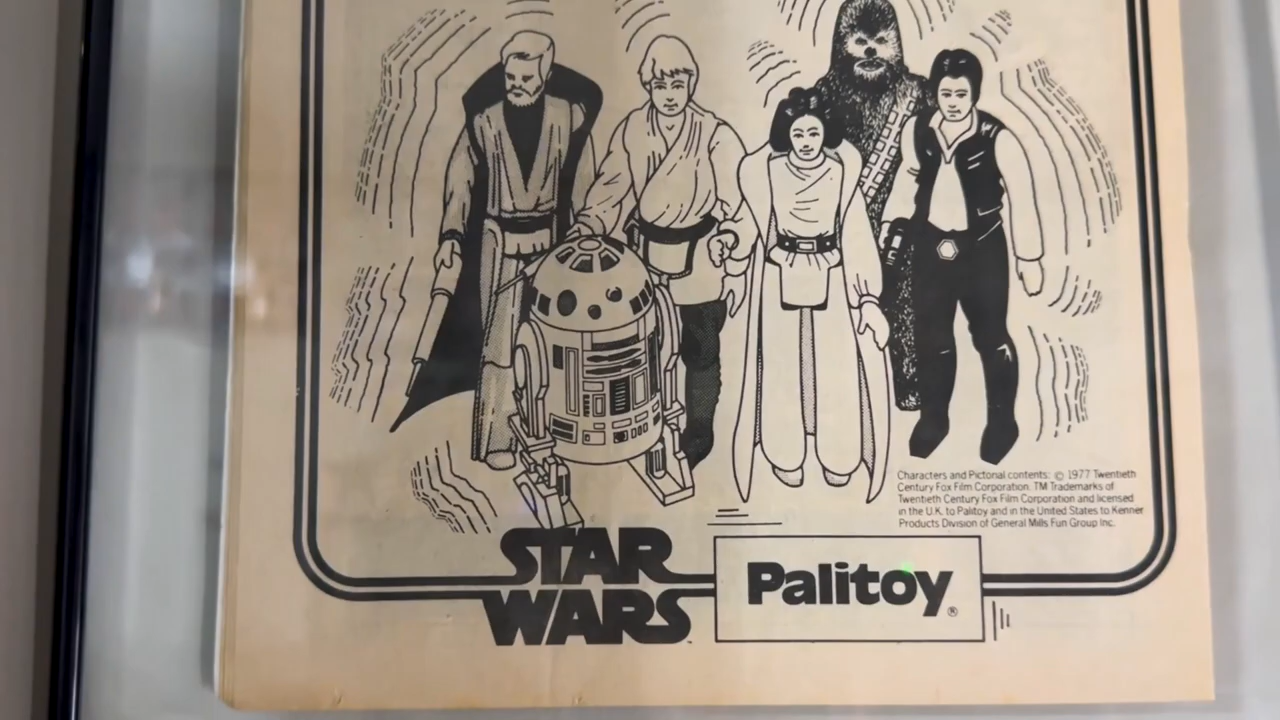 Characters and Pictorial contents: © 1977 Twentieth
Century Fox Film Corporation. TM Trademarks of
Twentieth Century Fox Film Corporation and licensed
in the U.K. to Palitoy and in the United States to Kenner
Products Division of General Mills Fun Group Inc.
STAR
WARS
Palitoy®